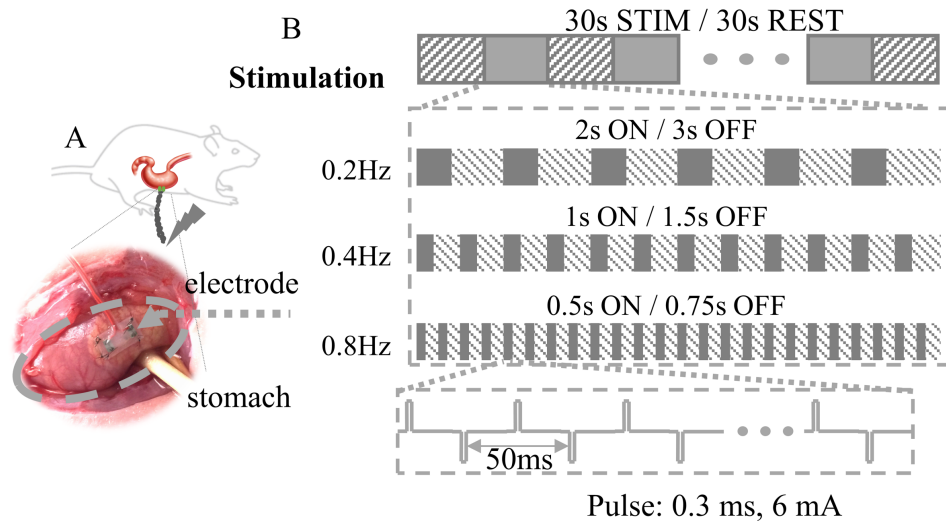 B
30s STIM / 30s REST
Stimulation
A
2s ON / 3s OFF
0.2Hz
1s ON / 1.5s OFF
0.4Hz
electrode
0.5s ON / 0.75s OFF
0.8Hz
stomach
50ms
Pulse: 0.3 ms, 6 mA